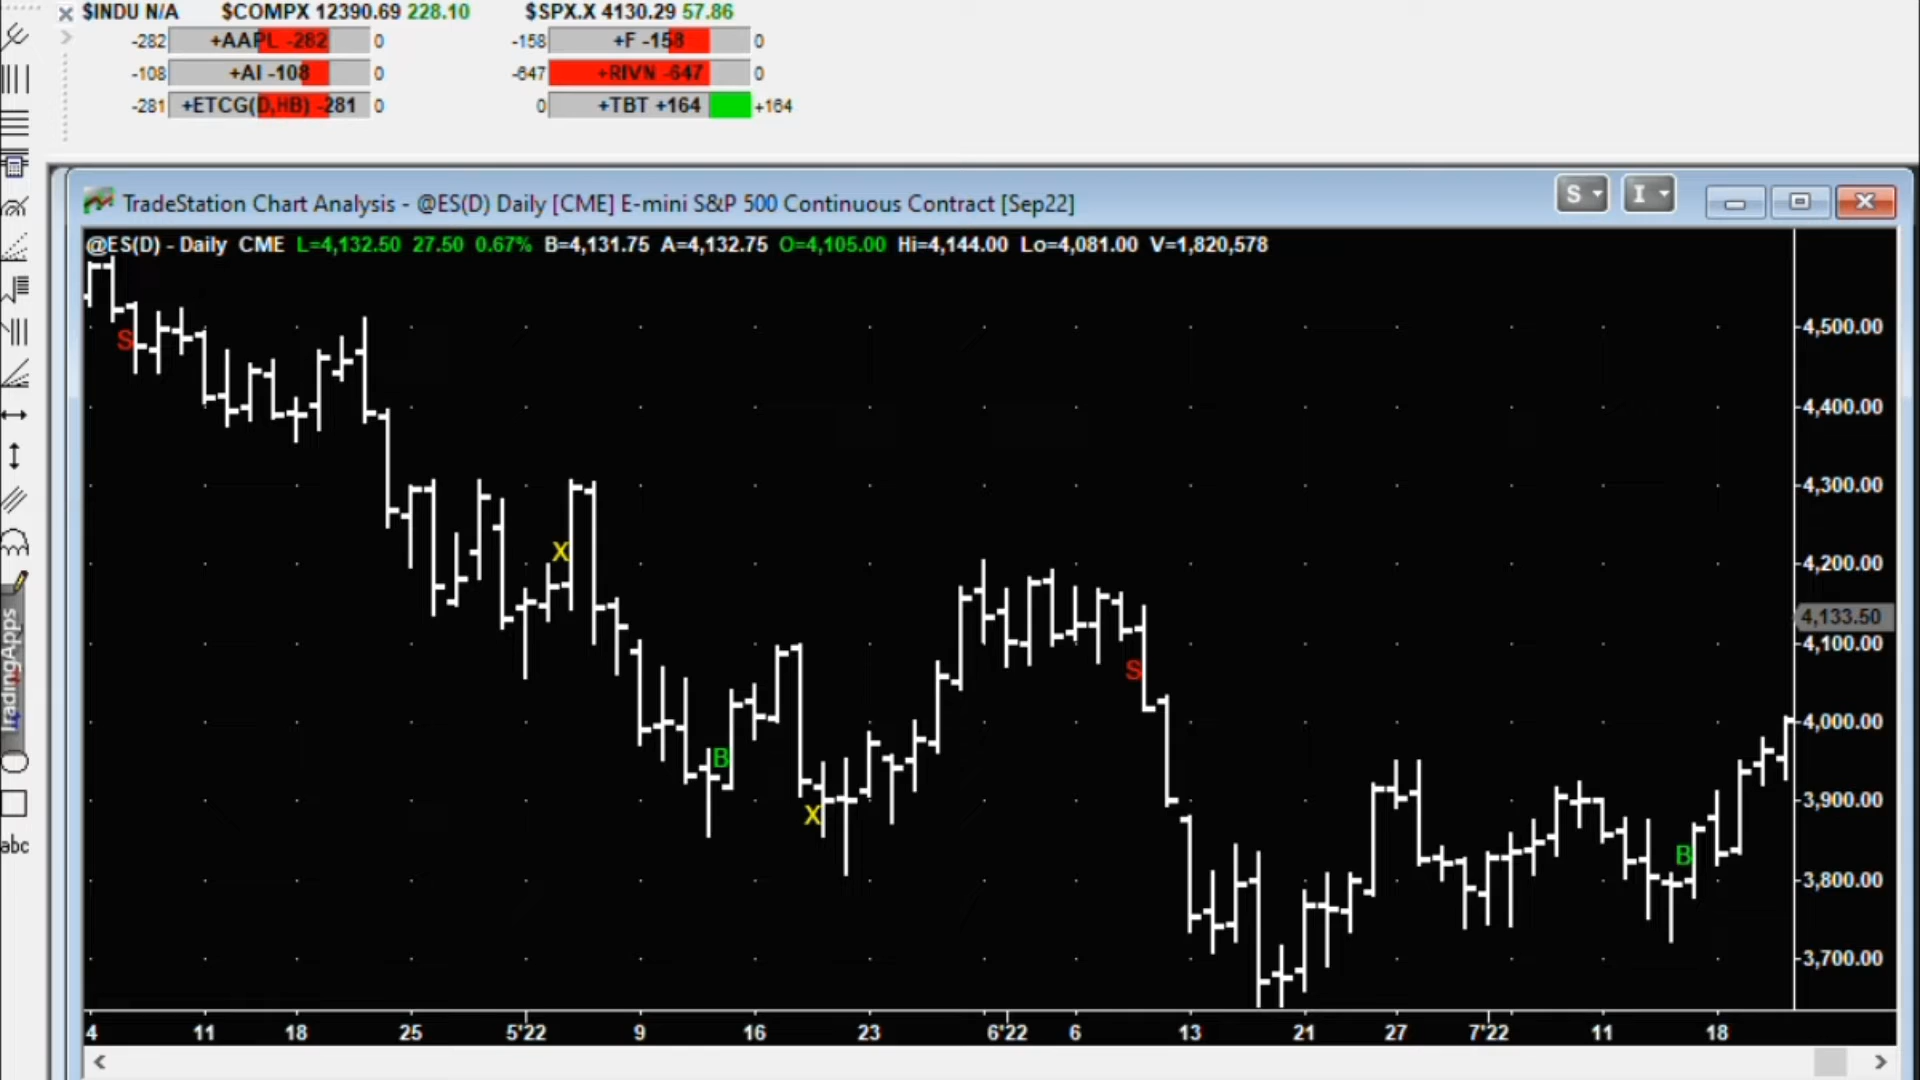 $INDU N/A $COMPX 12390.69 228.10 $SPX.X 4130.29 57.86
-282 +AAPL -282 0 -158 +F -158 0
-108 +AI -108 0 -647 +RIVN -647 0
-281 +ETCG(D,HB) -281 0 0 +TBT +164 +164
TradeStation Chart Analysis - @ES(D) Daily [CME] E-mini S&P 500 Continuous Contract [Sep22] S I
@ES(D) - Daily CME L=4,132.50 27.50 0.67% B=4,131.75 A=4,132.75 O=4,105.00 Hi=4,144.00 Lo=4,081.00 V=1,820,578
S
4,500.00
4,400.00
4,300.00
X
4,200.00
4,133.50
4,100.00
S
TradingApps
4,000.00
B
3,900.00
X
abc
B
3,800.00
3,700.00
4 11 18 25 5'22 9 16 23 6'22 6 13 21 27 7'22 11 18